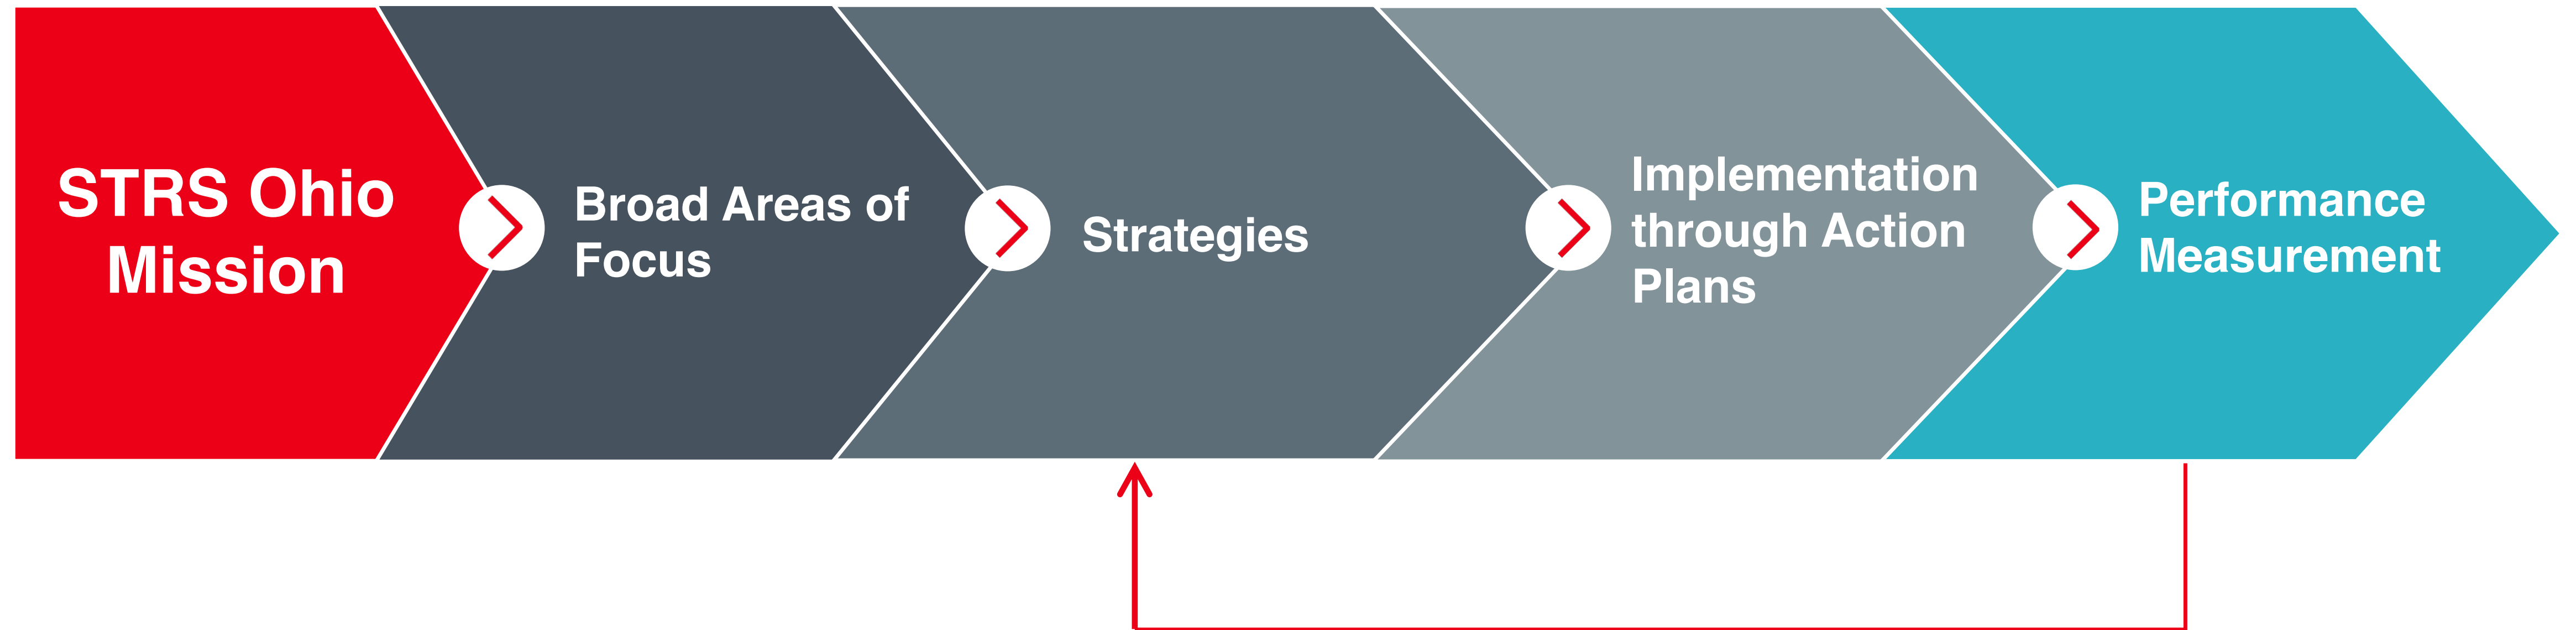 STRS Ohio
Mission
Broad Areas of
Focus
Strategies
Implementation
through Action
Plans
Performance
Measurement